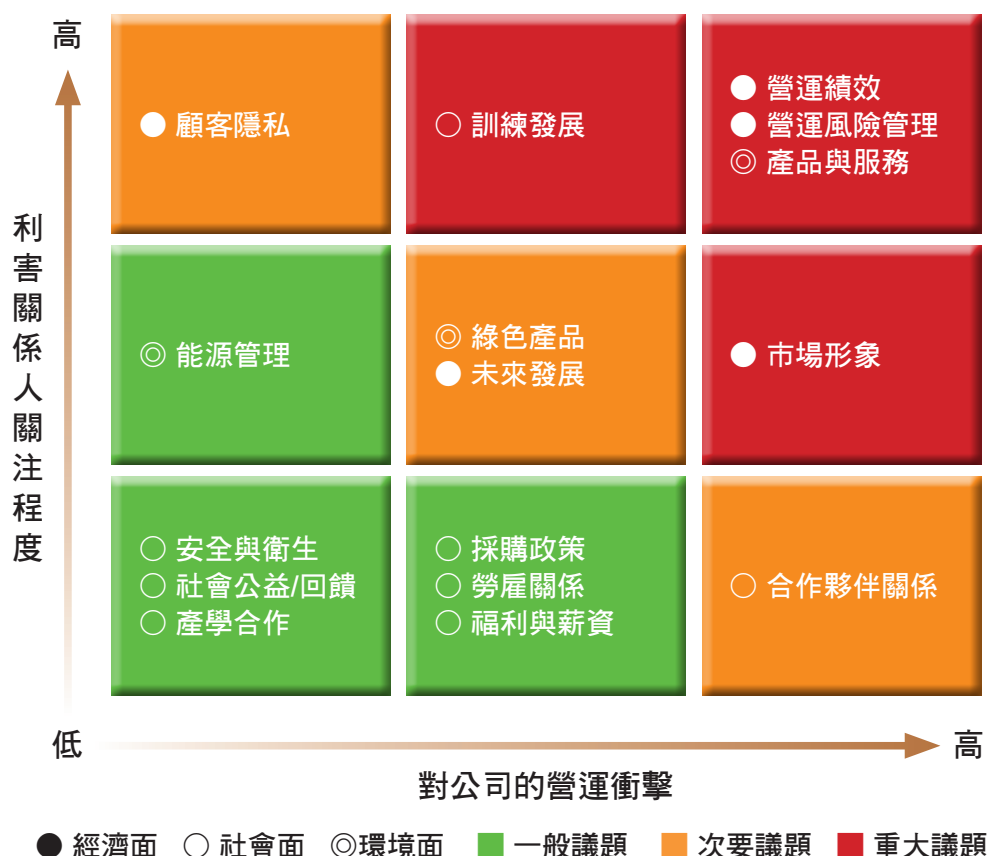 高
利害關係人關注程度
● 顧客隱私
○ 訓練發展
● 營運績效
● 營運風險管理
◎ 產品與服務
◎ 能源管理
◎ 綠色產品
● 未來發展
● 市場形象
○ 安全與衛生
○ 社會公益/回饋
○ 產學合作
○ 採購政策
○ 勞雇關係
○ 福利與薪資
○ 合作夥伴關係
低
高
對公司的營運衝擊
● 經濟面 ○ 社會面 ◎環境面 ■ 一般議題 ■ 次要議題 ■ 重大議題